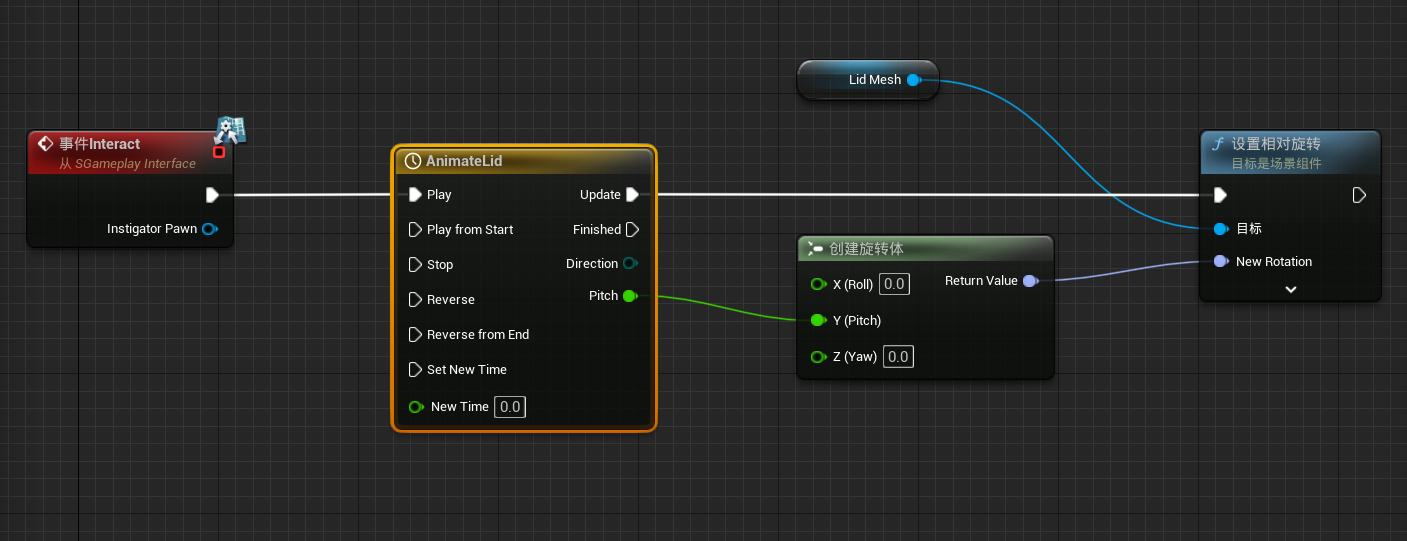 Lid Mesh
事件Interact
从 SGameplay Interface
Instigator Pawn
AnimateLid
Play
Update
Play from Start
Finished
Stop
Direction
Reverse
Pitch
Reverse from End
Set New Time
New Time 0.0
创建旋转体
X (Roll) 0.0
Return Value
Y (Pitch)
Z (Yaw) 0.0
设置相对旋转
目标是场景组件
目标
New Rotation